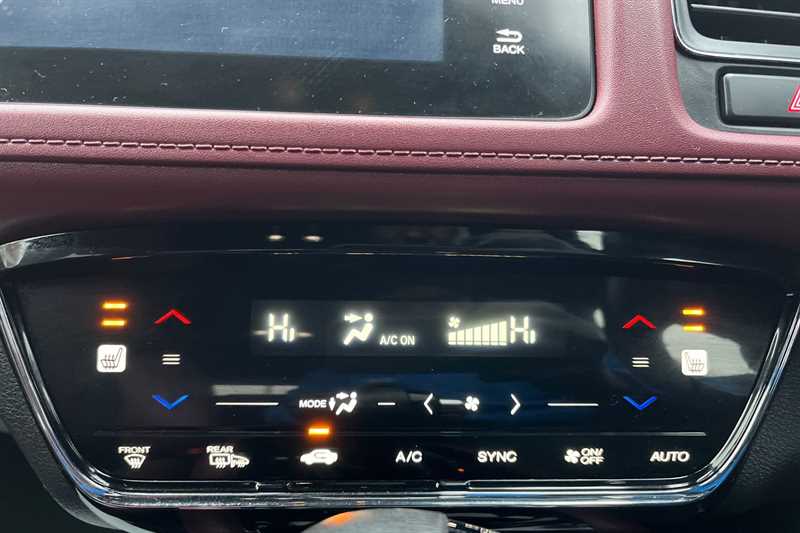 MENU
BACK
Hi
A/C ON
Hi
MODE
FRONT
REAR
A/C
SYNC
ON/
OFF
AUTO